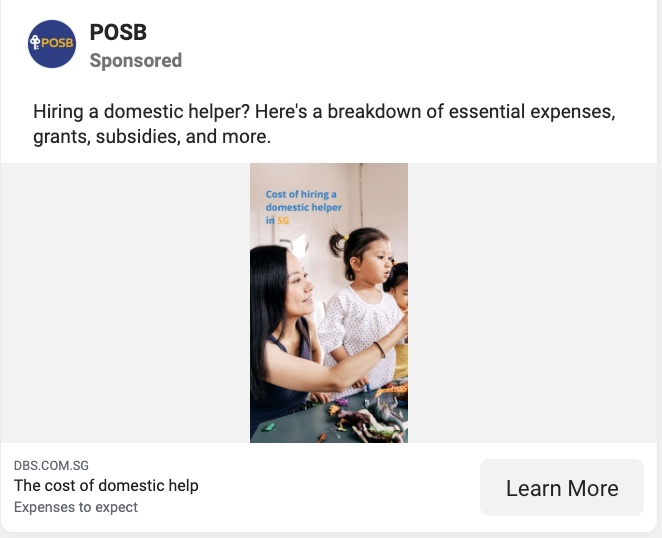 POSB
POSB
Sponsored
Hiring a domestic helper? Here's a breakdown of essential expenses,
grants, subsidies, and more.
Cost of hiring a
domestic helper
in SG
DBS.COM.SG
The cost of domestic help
Expenses to expect
Learn More